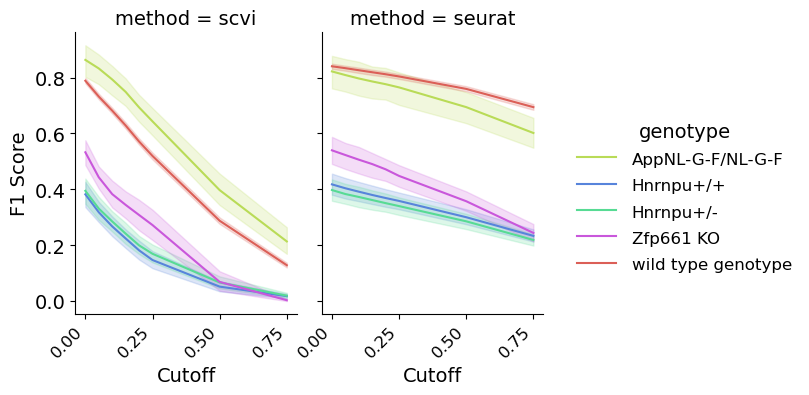 method = scvi
method = seurat
F1 Score
0.8
0.6
0.4
0.2
0.0
0.00
0.25
0.50
0.75
Cutoff
0.00
0.25
0.50
0.75
Cutoff
genotype
AppNL-G-F/NL-G-F
Hnrnpu+/+
Hnrnpu+/-
Zfp661 KO
wild type genotype